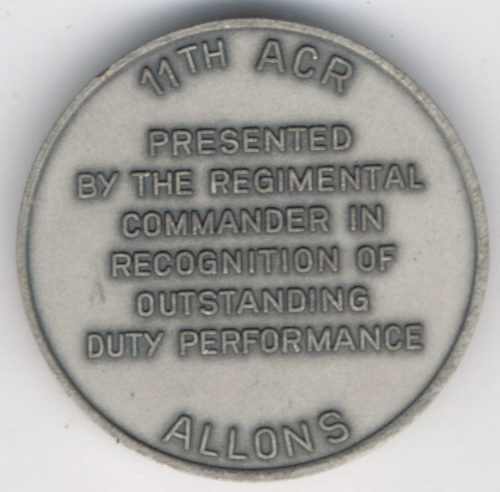 11TH ACR
PRESENTED
BY THE REGIMENTAL
COMMANDER IN
RECOGNITION OF
OUTSTANDING
DUTY PERFORMANCE
ALLONS